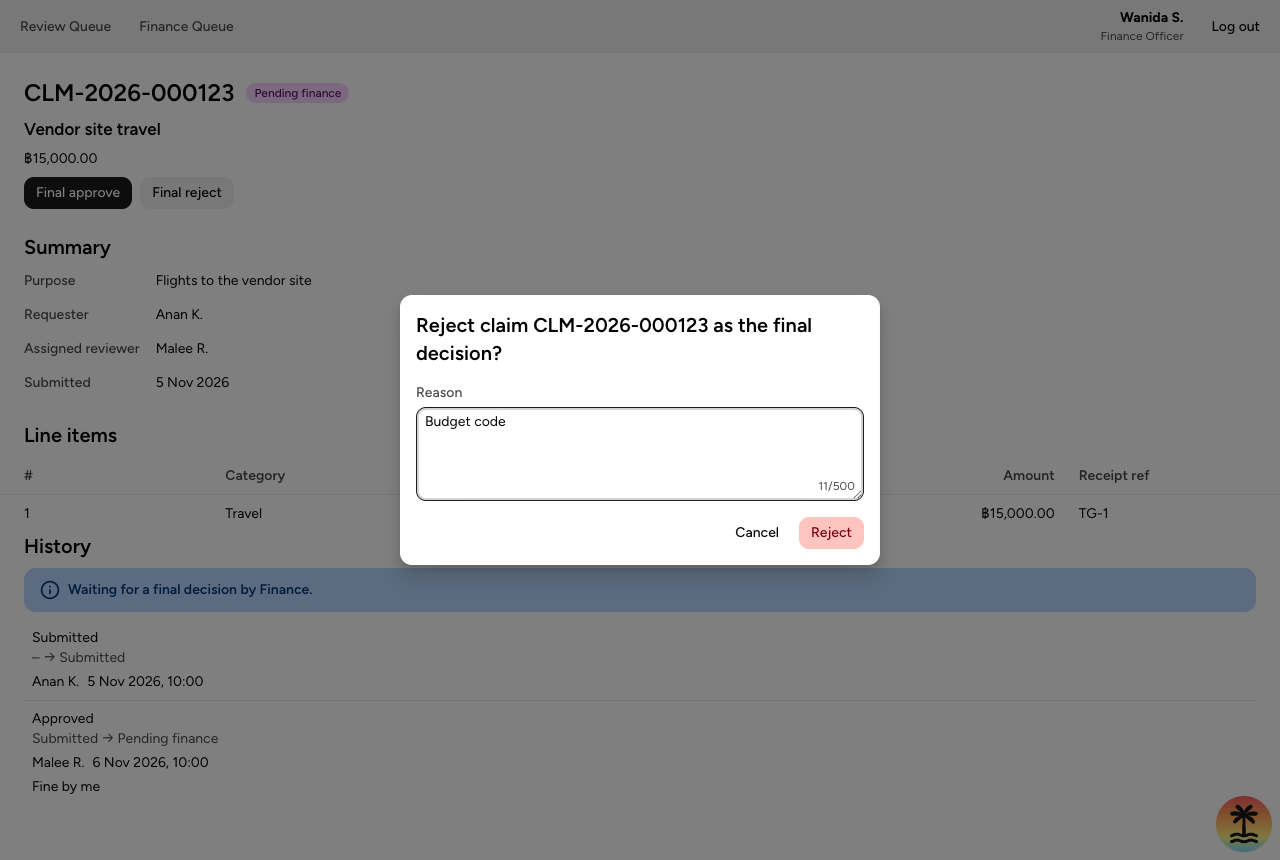 Review Queue
Finance Queue
Wanida S.
Finance Officer
Log out
CLM-2026-000123
Pending finance
Vendor site travel
฿15,000.00
Final approve
Final reject
Summary
Purpose
Flights to the vendor site
Requester
Anan K.
Assigned reviewer
Malee R.
Submitted
5 Nov 2026
Reject claim CLM-2026-000123 as the final
decision?
Reason
Budget code
11/500
Cancel
Reject
Line items
# Category Amount Receipt ref
1 Travel ฿15,000.00 TG-1
History
Waiting for a final decision by Finance.
Submitted
– → Submitted
Anan K. 5 Nov 2026, 10:00
Approved
Submitted → Pending finance
Malee R. 6 Nov 2026, 10:00
Fine by me